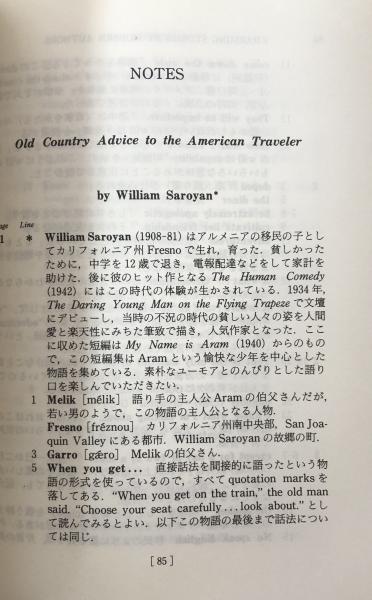 NOTES
Old Country Advice to the American Traveler
by William Saroyan*
ge Line
1 * William Saroyan (1908-81) はアルメニアの移民の子とし
てカリフォルニア州 Fresno で生れ，育った．貧しかった
ために，中学を12歳で退き，電報配達などをして家計を
助けた．後に彼のヒット作となる The Human Comedy
(1942) にはこの時代の体験が生かされている．1934年，
The Daring Young Man on the Flying Trapeze で文壇
にデビューし，当時の不況の時代の貧しい人々の姿を人間
愛と楽天性にみちた筆致で描き，人気作家となった．ここ
に収めた短編は My Name is Aram (1940) からのもの
で，この短編集は Aram という愉快な少年を中心とした
物語を集めている．素朴なユーモアとのんびりとした語り
口を楽しんでいただきたい．
1 Melik [mélik] 語り手の主人公 Aram の伯父さんだが，
若い男のようで，この物語の主人公となる人物．
Fresno [fréznou] カリフォルニア州南中央部，San Joa-
quin Valley にある都市．William Saroyan の故郷の町．
3 Garro [gæro] Melik の伯父さん．
5 When you get... 直接話法を間接的に語ったという物
語の形式を使っているので，すべて quotation marks を
落してある．“When you get on the train,” the old man
said. “Choose your seat carefully...look about.” とし
て読んでみるとよい．以下この物語の最後まで話法につい
ては同じ．
[ 85 ]